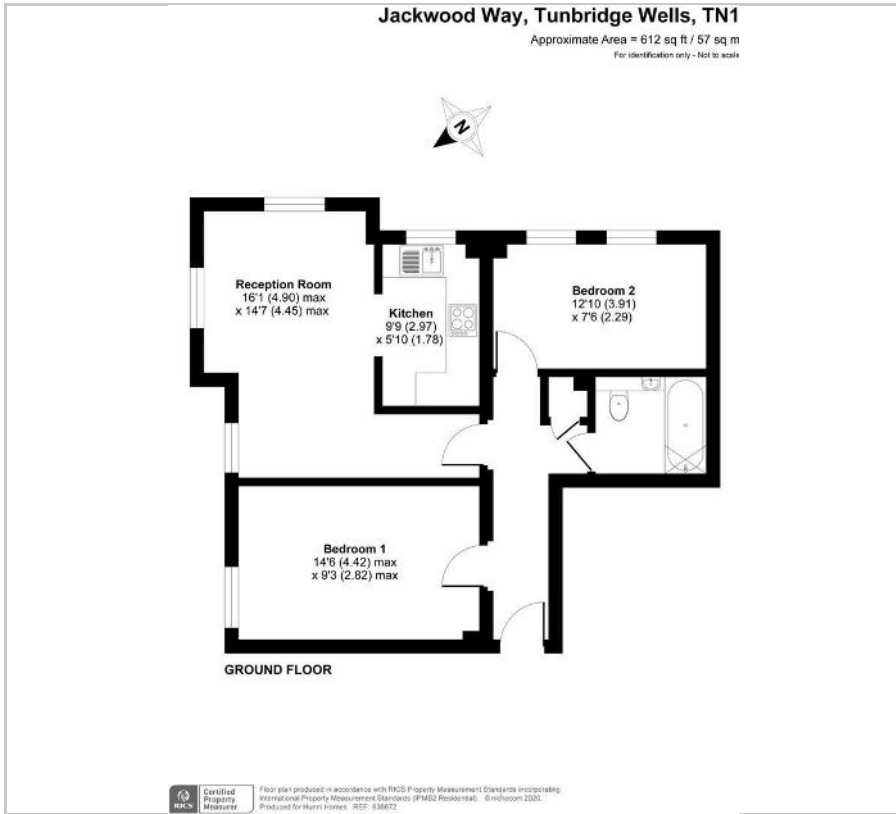 Jackwood Way, Tunbridge Wells, TN1
Approximate Area = 612 sq ft / 57 sq m
For identification only - Not to scale
N
Reception Room
16'1 (4.90) max
x 14'7 (4.45) max
Kitchen
9'9 (2.97)
x 5'10 (1.78)
Bedroom 2
12'10 (3.91)
x 7'6 (2.29)
Bedroom 1
14'6 (4.42) max
x 9'3 (2.82) max
GROUND FLOOR
RICS
Certified
Property
Measurer
Floor plan produced in accordance with RICS Property Measurement Standards incorporating
International Property Measurement Standards (IPMS2 Residential). © nichecom 2020.
Produced for Hunni Homes. REF: 638672